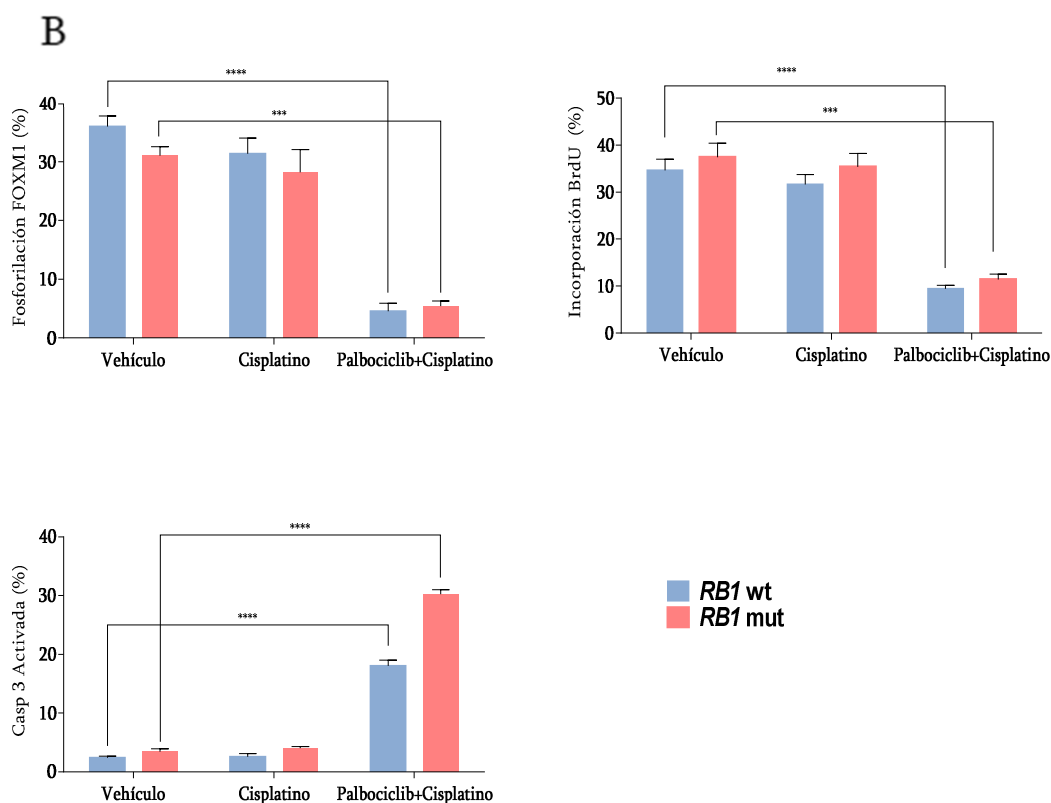 B
Fosforilación FOXM1 (%)
40
30
20
10
0
****
***
Vehículo Cisplatino Palbociclib+Cisplatino
Incorporación BrdU (%)
50
40
30
20
10
0
****
***
Vehículo Cisplatino Palbociclib+Cisplatino
Casp 3 Activada (%)
40
30
20
10
0
****
****
Vehículo Cisplatino Palbociclib+Cisplatino
RB1 wt
RB1 mut